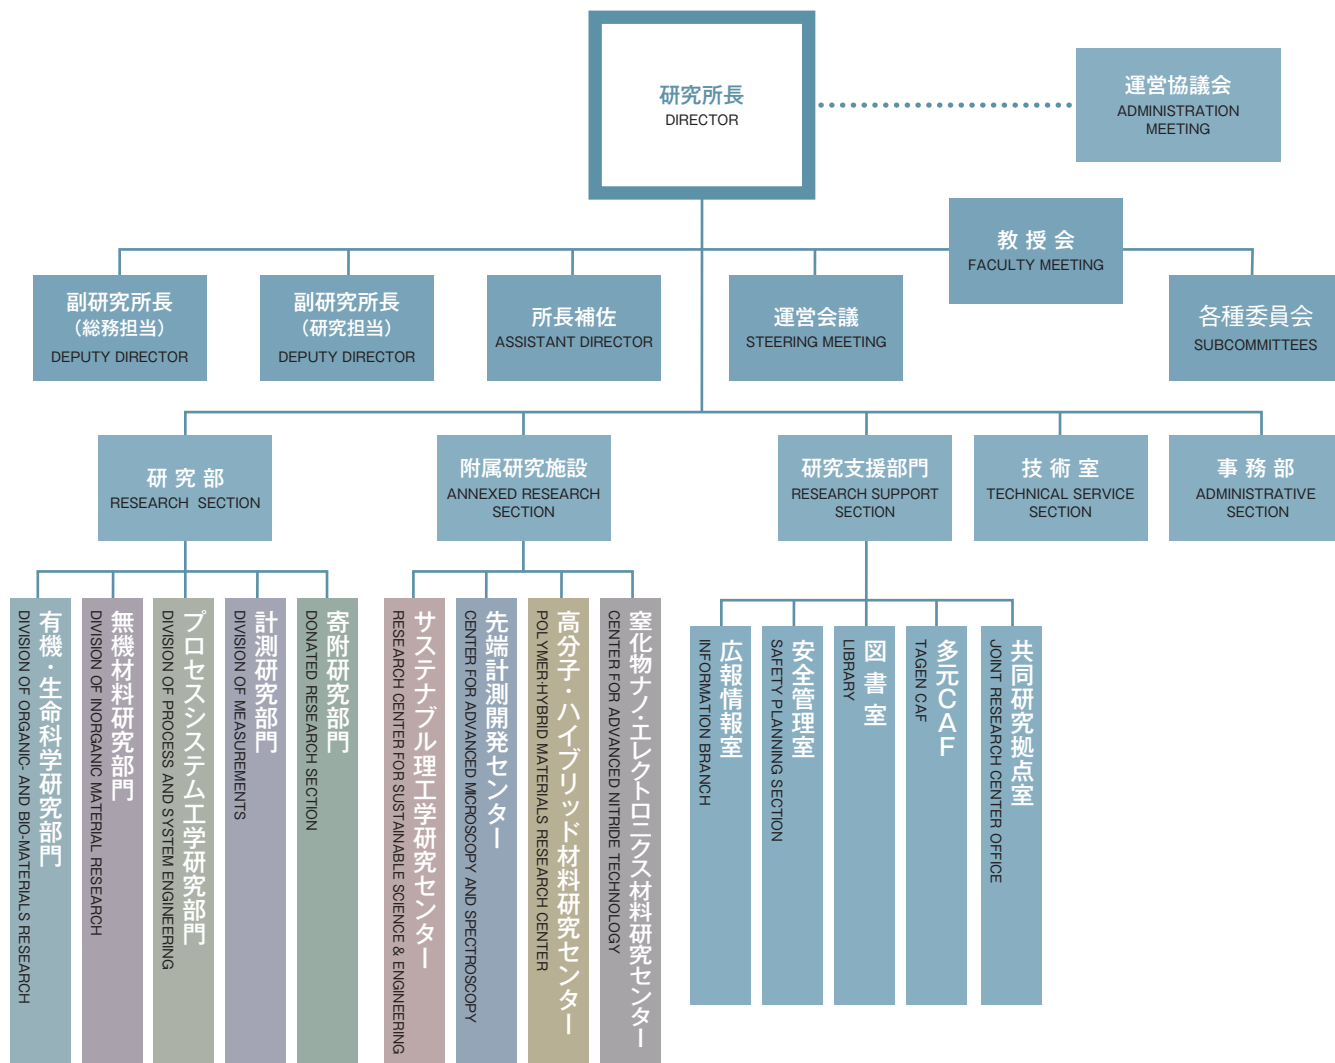 研究所長
DIRECTOR
運営協議会
ADMINISTRATION
MEETING
教授会
FACULTY MEETING
副研究所長
（総務担当）
DEPUTY DIRECTOR
副研究所長
（研究担当）
DEPUTY DIRECTOR
所長補佐
ASSISTANT DIRECTOR
運営会議
STEERING MEETING
各種委員会
SUBCOMMITTEES
研究部
RESEARCH SECTION
附属研究施設
ANNEXED RESEARCH
SECTION
研究支援部門
RESEARCH SUPPORT
SECTION
技術室
TECHNICAL SERVICE
SECTION
事務部
ADMINISTRATIVE
SECTION
有機・生命科学研究部門
DIVISION OF ORGANIC- AND BIO-MATERIALS RESEARCH
無機材料研究部門
DIVISION OF INORGANIC MATERIAL RESEARCH
プロセスシステム工学研究部門
DIVISION OF PROCESS AND SYSTEM ENGINEERING
計測研究部門
DIVISION OF MEASUREMENTS
寄附研究部門
DONATED RESEARCH SECTION
サステナブル理工学研究センター
RESEARCH CENTER FOR SUSTAINABLE SCIENCE & ENGINEERING
先端計測開発センター
CENTER FOR ADVANCED MICROSCOPY AND SPECTROSCOPY
高分子・ハイブリッド材料研究センター
POLYMER·HYBRID MATERIALS RESEARCH CENTER
窒化物ナノ・エレクトロニクス材料研究センター
CENTER FOR ADVANCED NITRIDE TECHNOLOGY
広報情報室
INFORMATION BRANCH
安全管理室
SAFETY PLANNING SECTION
図書室
LIBRARY
多元CAF
TAGEN CAF
共同研究拠点室
JOINT RESEARCH CENTER OFFICE